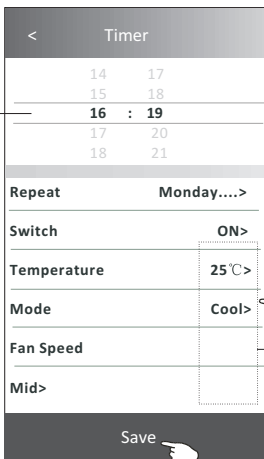 < Timer
14 17
15 18
16 : 19
17 20
18 21
Repeat Monday....>
Switch ON>
Temperature 25℃>
Mode Cool>
Fan Speed
Mid>
Save